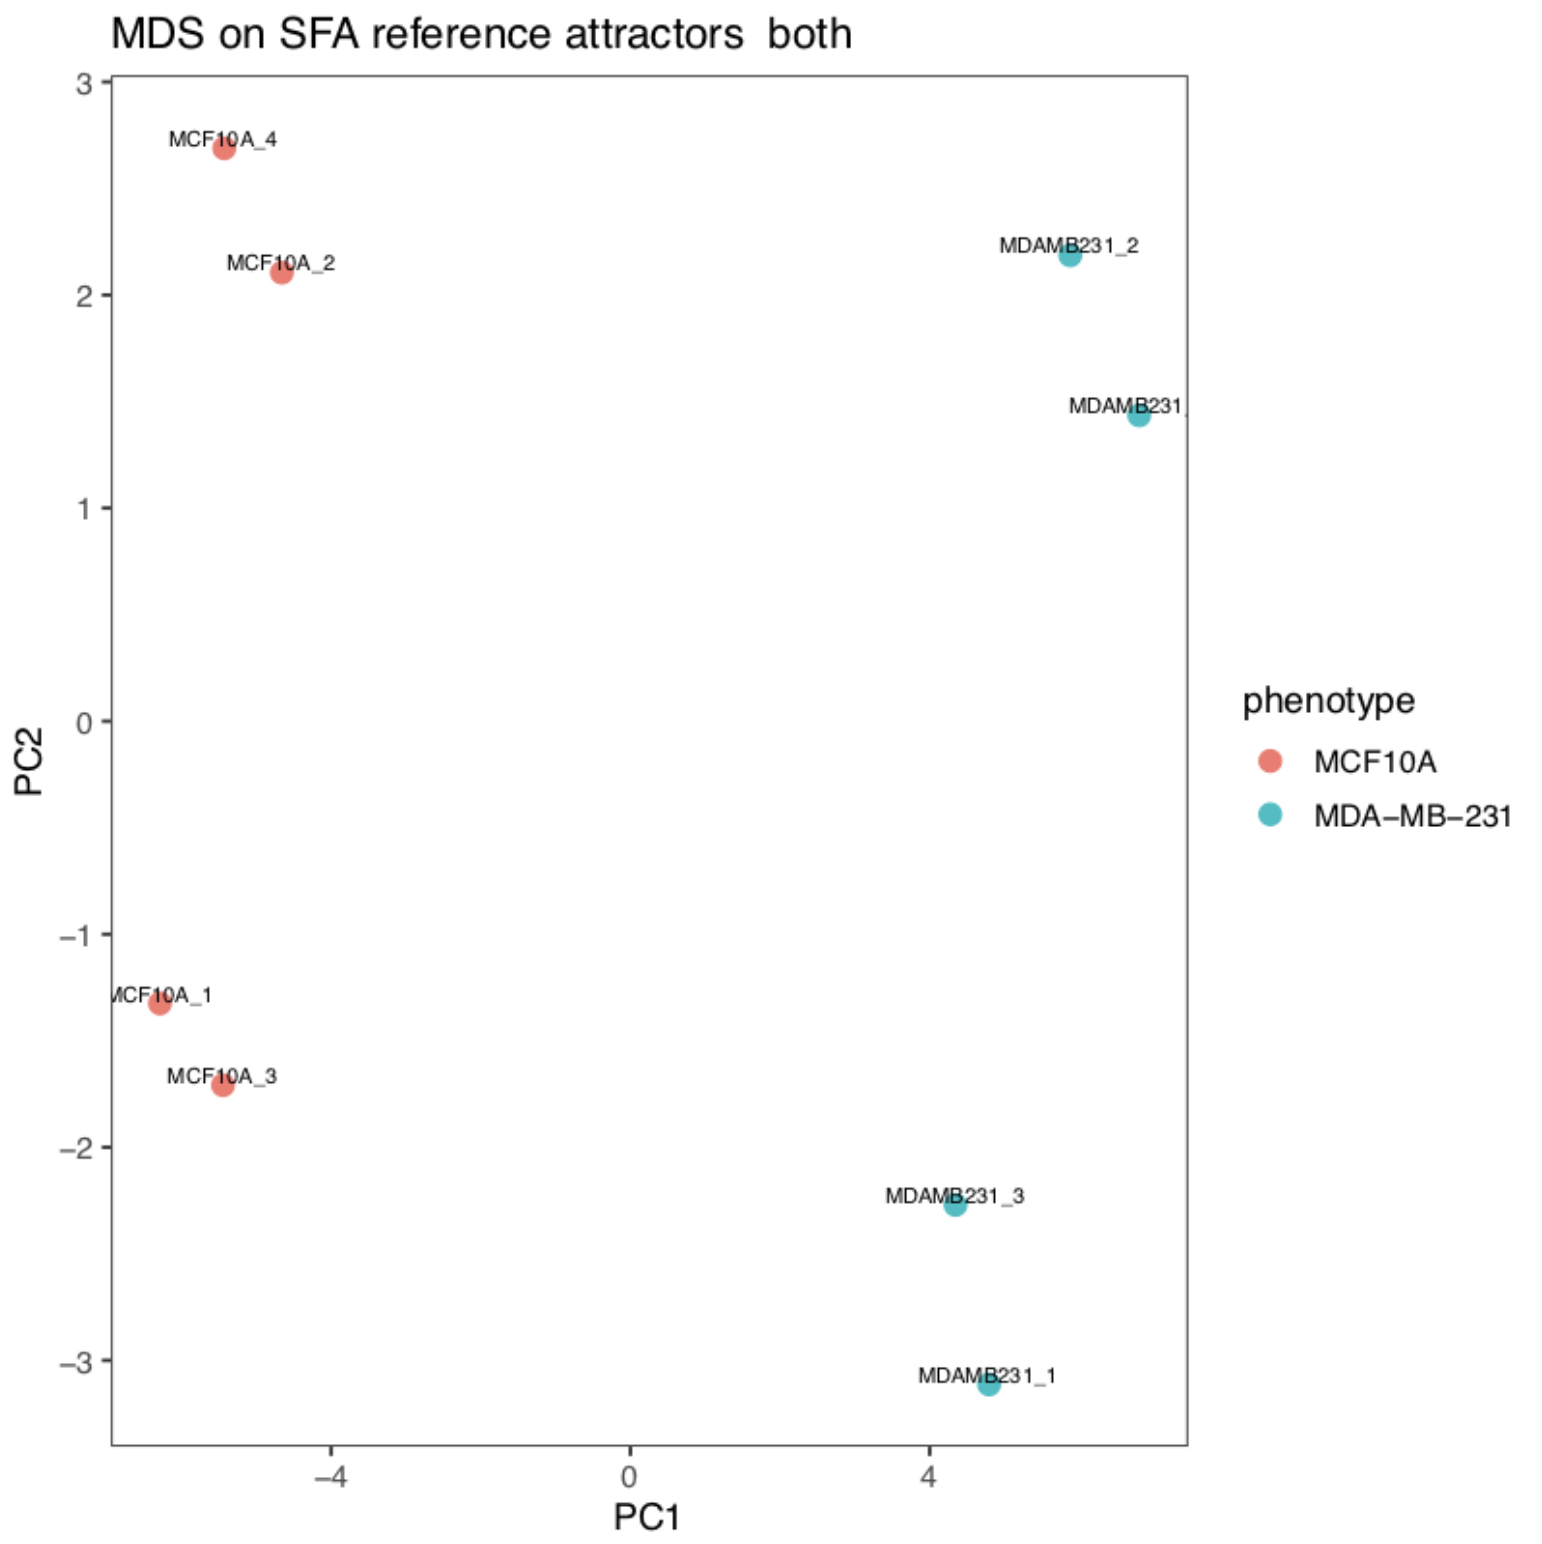 MDS on SFA reference attractors both
3
MCF10A_4
MDAMB231_2
MCF10A_2
2
MDAMB231_
1
0
phenotype
MCF10A
MDA−MB−231
PC2
−1
MCF10A_1
MCF10A_3
−2
MDAMB231_3
−3
MDAMB231_1
−4
0
4
PC1